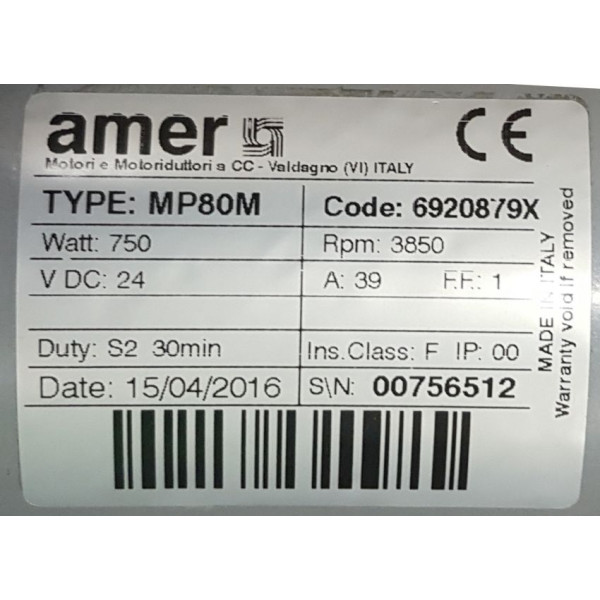 amer CE
Motori e Motoriduttori a CC - Valdagno (VI) ITALY
TYPE: MP80M Code: 6920879X
Watt: 750 Rpm: 3850
V DC: 24 A: 39 F.F.: 1
Duty: S2 30min Ins.Class: F IP: 00
Date: 15/04/2016 S\N: 00756512
MADE IN ITALY
Warranty void if removed